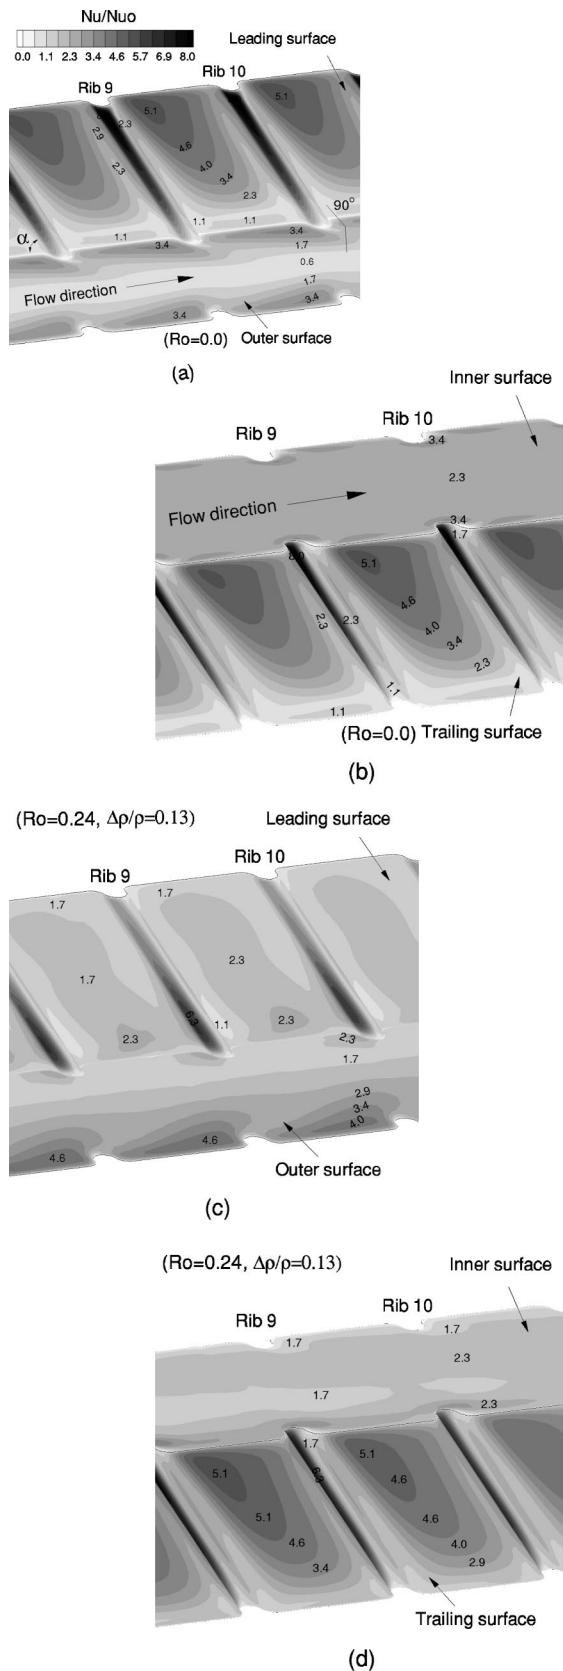 Nu/Nuo
0.0 1.1 2.3 3.4 4.6 5.7 6.9 8.0
Leading surface
Rib 9
Rib 10
5.1
5.1
2.9
2.3
4.6
2.3
4.0
3.4
2.3
90°
1.1
1.1
1.1
3.4
α
3.4
1.7
0.6
Flow direction
1.7
3.4
3.4
(Ro=0.0)
Outer surface
(a)
Inner surface
Rib 9
Rib 10
3.4
2.3
Flow direction
3.4
1.7
8.0
5.1
4.6
2.3
2.3
4.0
3.4
2.3
1.1
1.1
(Ro=0.0)
Trailing surface
(b)
(Ro=0.24, Δρ/ρ=0.13)
Leading surface
Rib 9
Rib 10
1.7
1.7
2.3
1.7
6.3
1.1
2.3
2.3
2.3
1.7
2.9
3.4
4.0
4.6
4.6
Outer surface
(c)
(Ro=0.24, Δρ/ρ=0.13)
Inner surface
Rib 9
Rib 10
1.7
1.7
2.3
1.7
2.3
1.7
5.1
5.1
6.3
4.6
5.1
4.6
4.6
4.0
3.4
2.9
Trailing surface
(d)